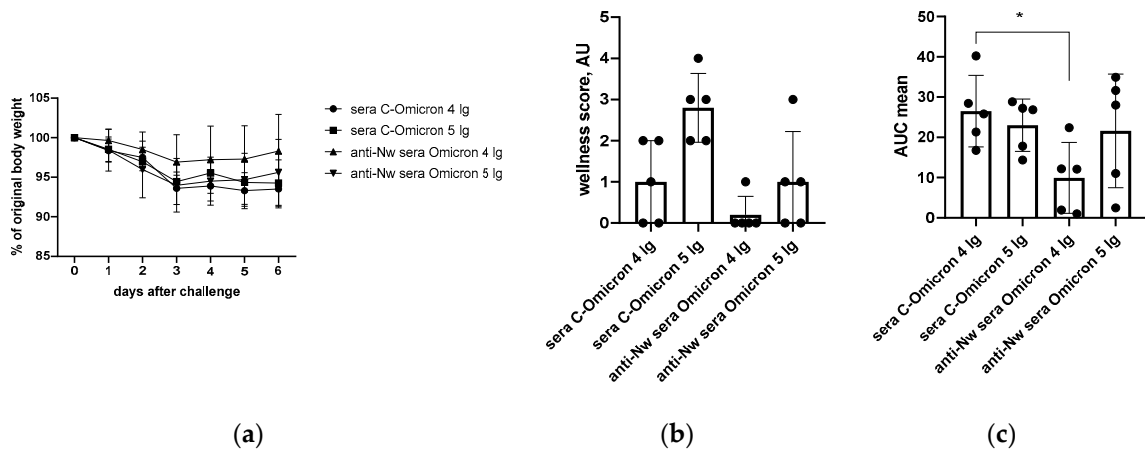 105
100
95
90
85
% of original body weight
0 1 2 3 4 5 6
days after challenge
sera C-Omicron 4 lg
sera C-Omicron 5 lg
anti-Nw sera Omicron 4 lg
anti-Nw sera Omicron 5 lg
(a)
5
4
3
2
1
0
wellness score, AU
sera C-Omicron 4 lg
sera C-Omicron 5 lg
anti-Nw sera Omicron 4 lg
anti-Nw sera Omicron 5 lg
(b)
50
40
30
20
10
0
AUC mean
*
sera C-Omicron 4 lg
sera C-Omicron 5 lg
anti-Nw sera Omicron 4 lg
anti-Nw sera Omicron 5 lg
(c)